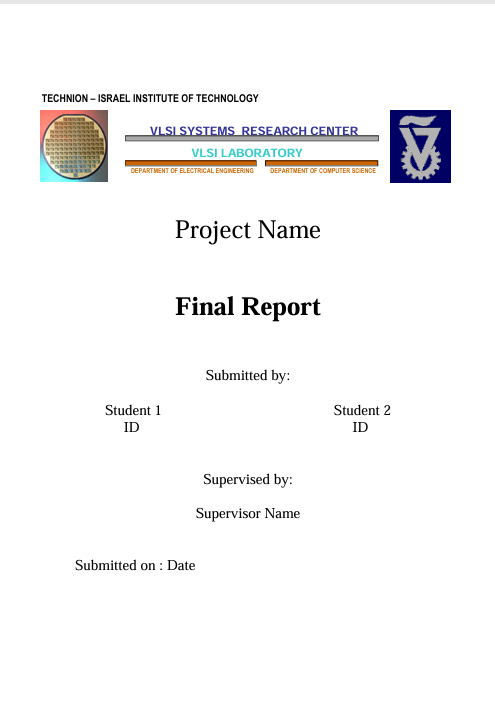 TECHNION – ISRAEL INSTITUTE OF TECHNOLOGY
VLSI SYSTEMS RESEARCH CENTER
VLSI LABORATORY
DEPARTMENT OF ELECTRICAL ENGINEERING DEPARTMENT OF COMPUTER SCIENCE
Project Name
Final Report
Submitted by:
Student 1 Student 2
ID ID
Supervised by:
Supervisor Name
Submitted on : Date